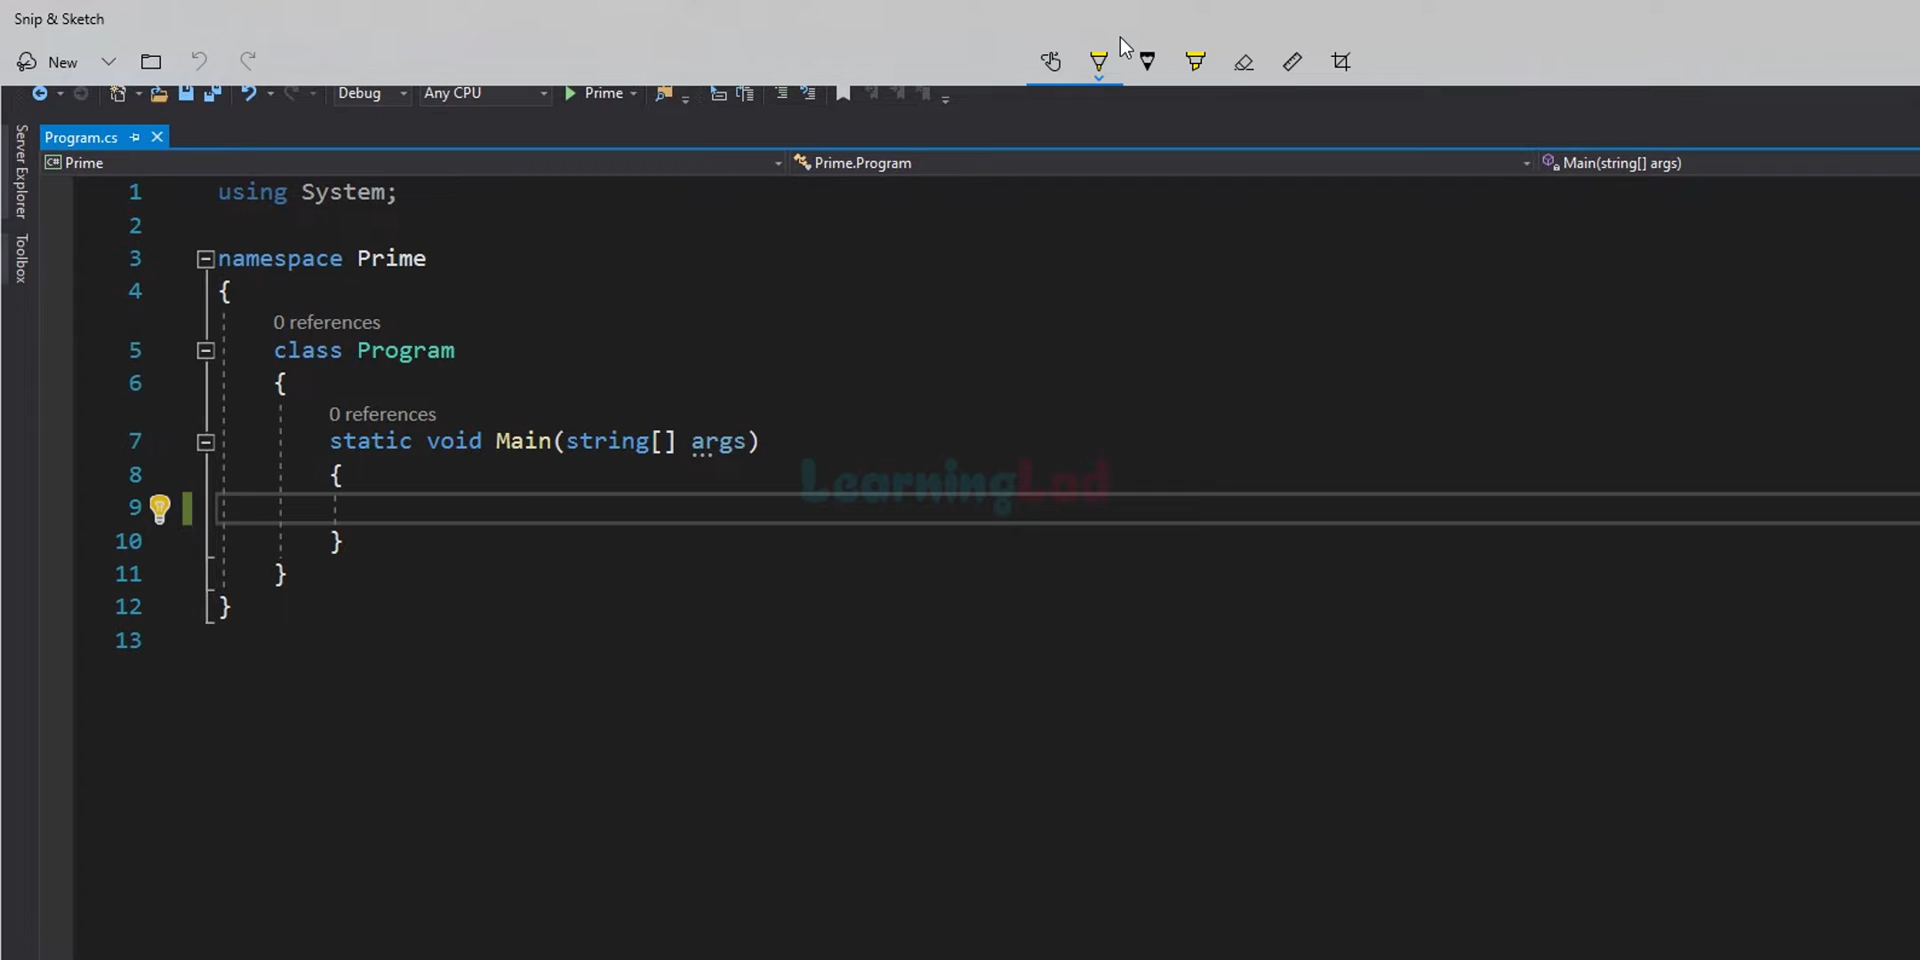 Snip & Sketch
New
Debug Any CPU Prime
Server Explorer
Toolbox
Program.cs
C# Prime Prime.Program Main(string[] args)
1 using System;
2
3 namespace Prime
4 {
0 references
5 class Program
6 {
0 references
7 static void Main(string[] args)
8 {
LearningLad
9
10 }
11 }
12 }
13